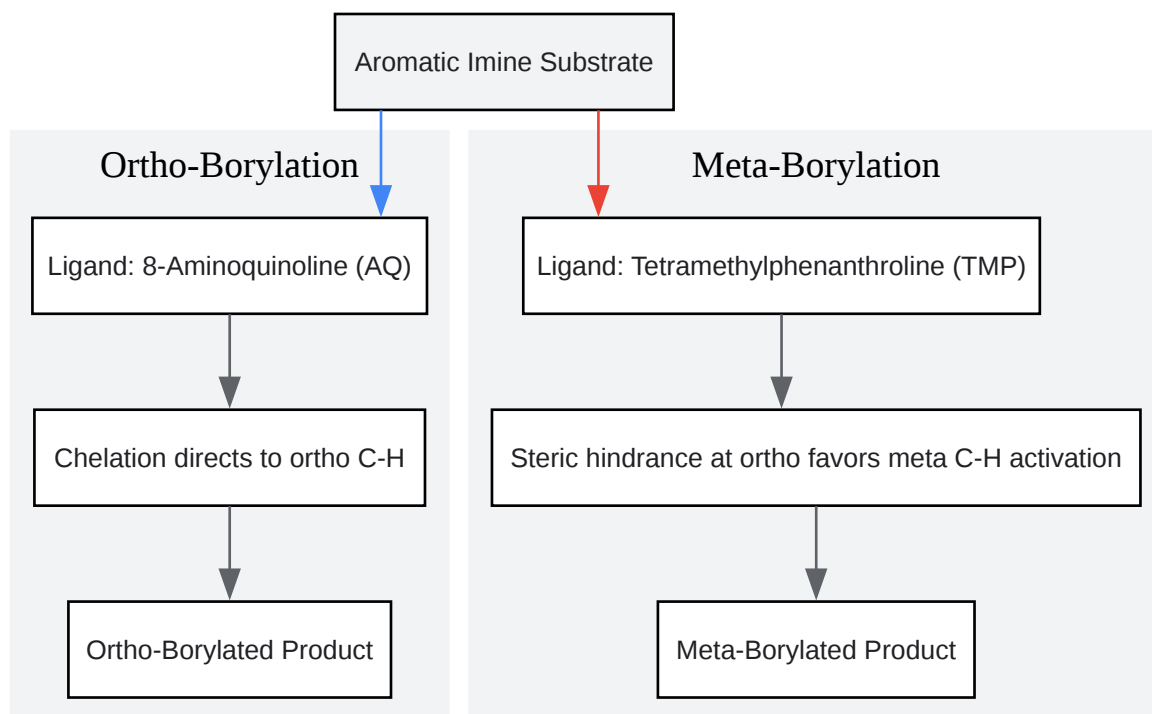 Aromatic Imine Substrate
Ortho-Borylation
Ligand: 8-Aminoquinoline (AQ)
Chelation directs to ortho C-H
Ortho-Borylated Product
Meta-Borylation
Ligand: Tetramethylphenanthroline (TMP)
Steric hindrance at ortho favors meta C-H activation
Meta-Borylated Product